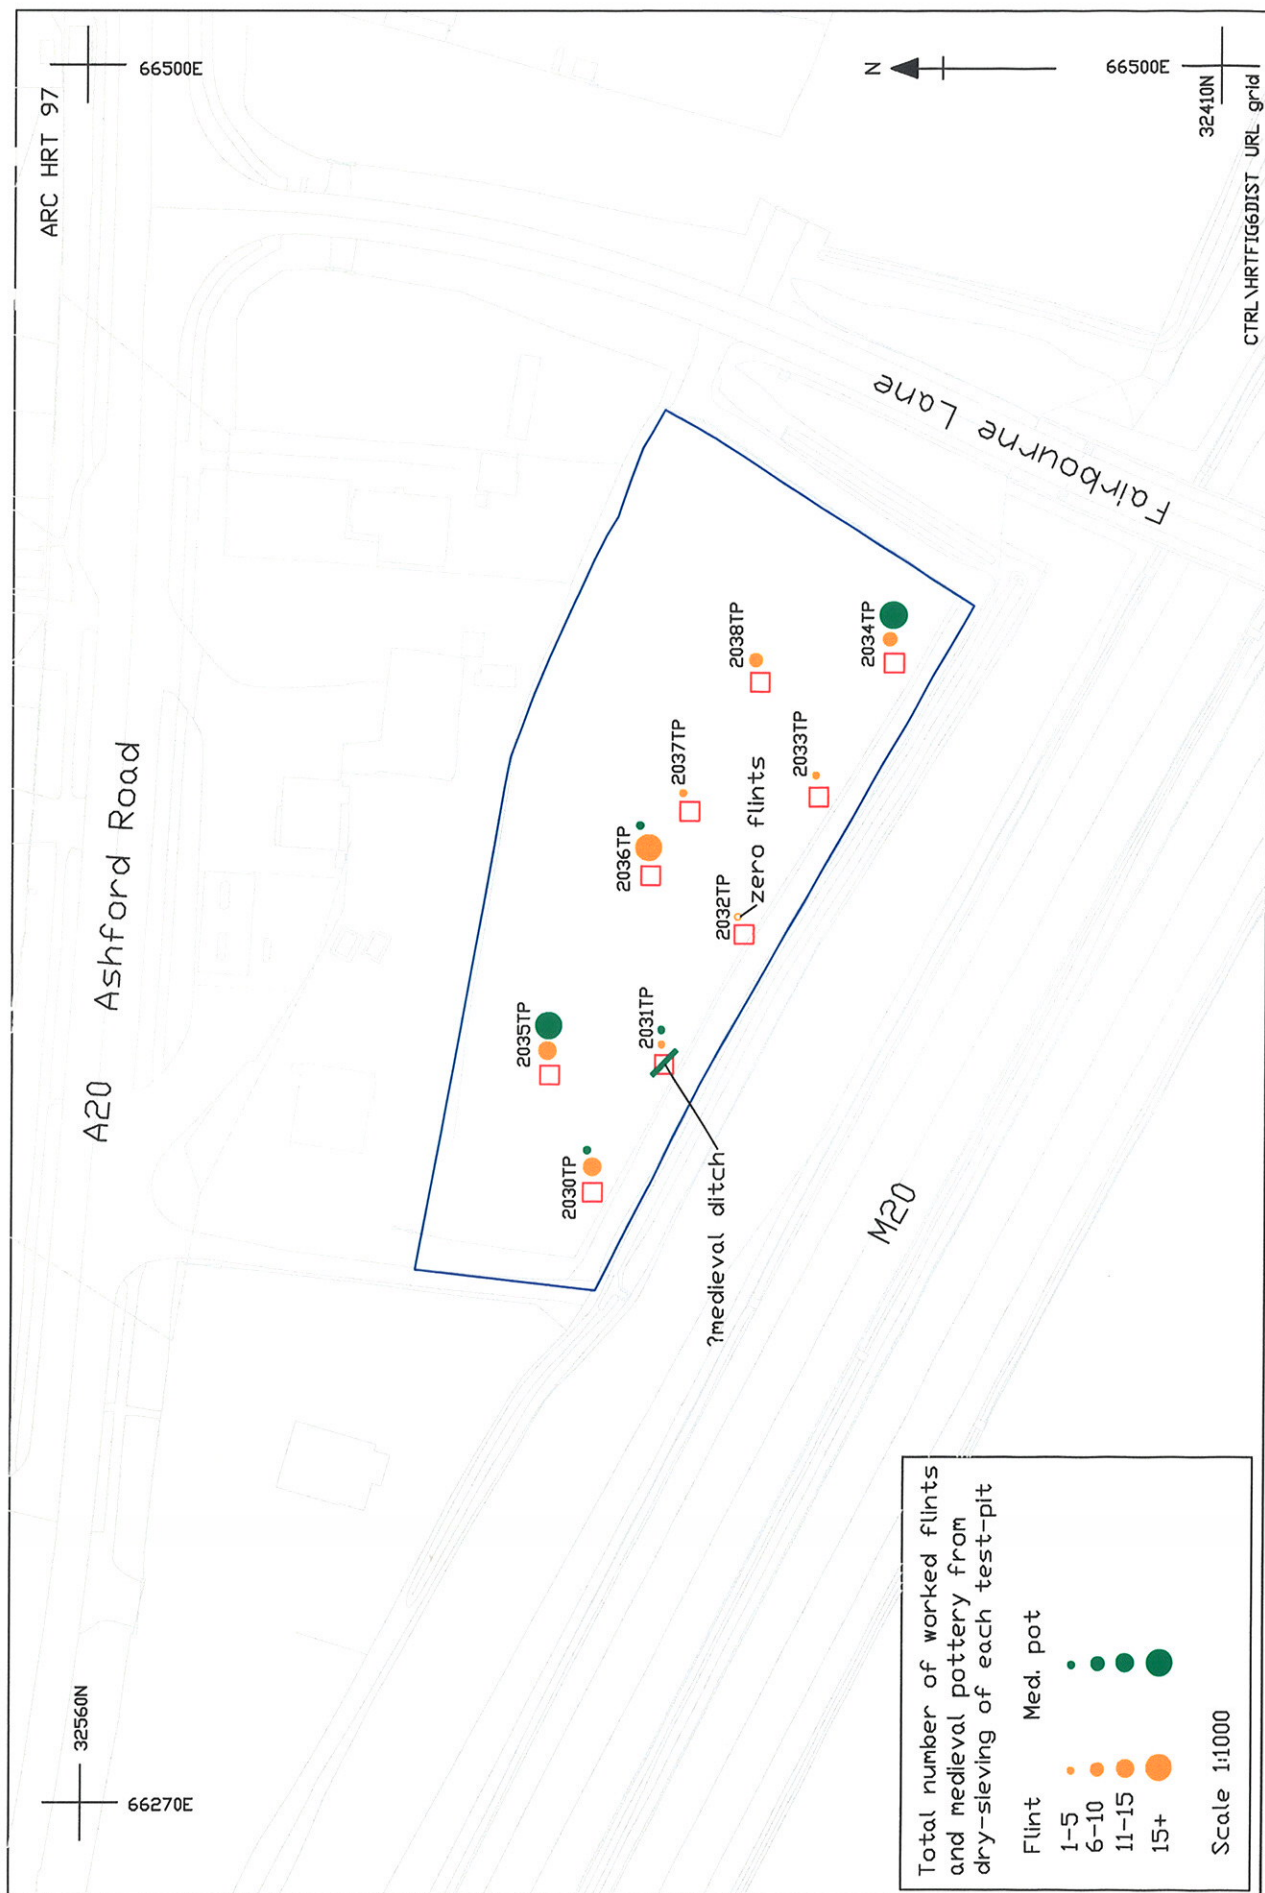 ARC HRT 97
66500E
32560N
66270E
A20 Ashford Road
N
66500E
32410N
Fairbourne Lane
M20
2035TP
2030TP
2036TP
2031TP
2037TP
2032TP
zero flints
2038TP
2033TP
2034TP
?medieval ditch
Total number of worked flints
and medieval pottery from
dry-sieving of each test-pit
Flint Med. pot
1-5
6-10
11-15
15+
Scale 1:1000
CTRL\HRTFIG6DIST URL grid